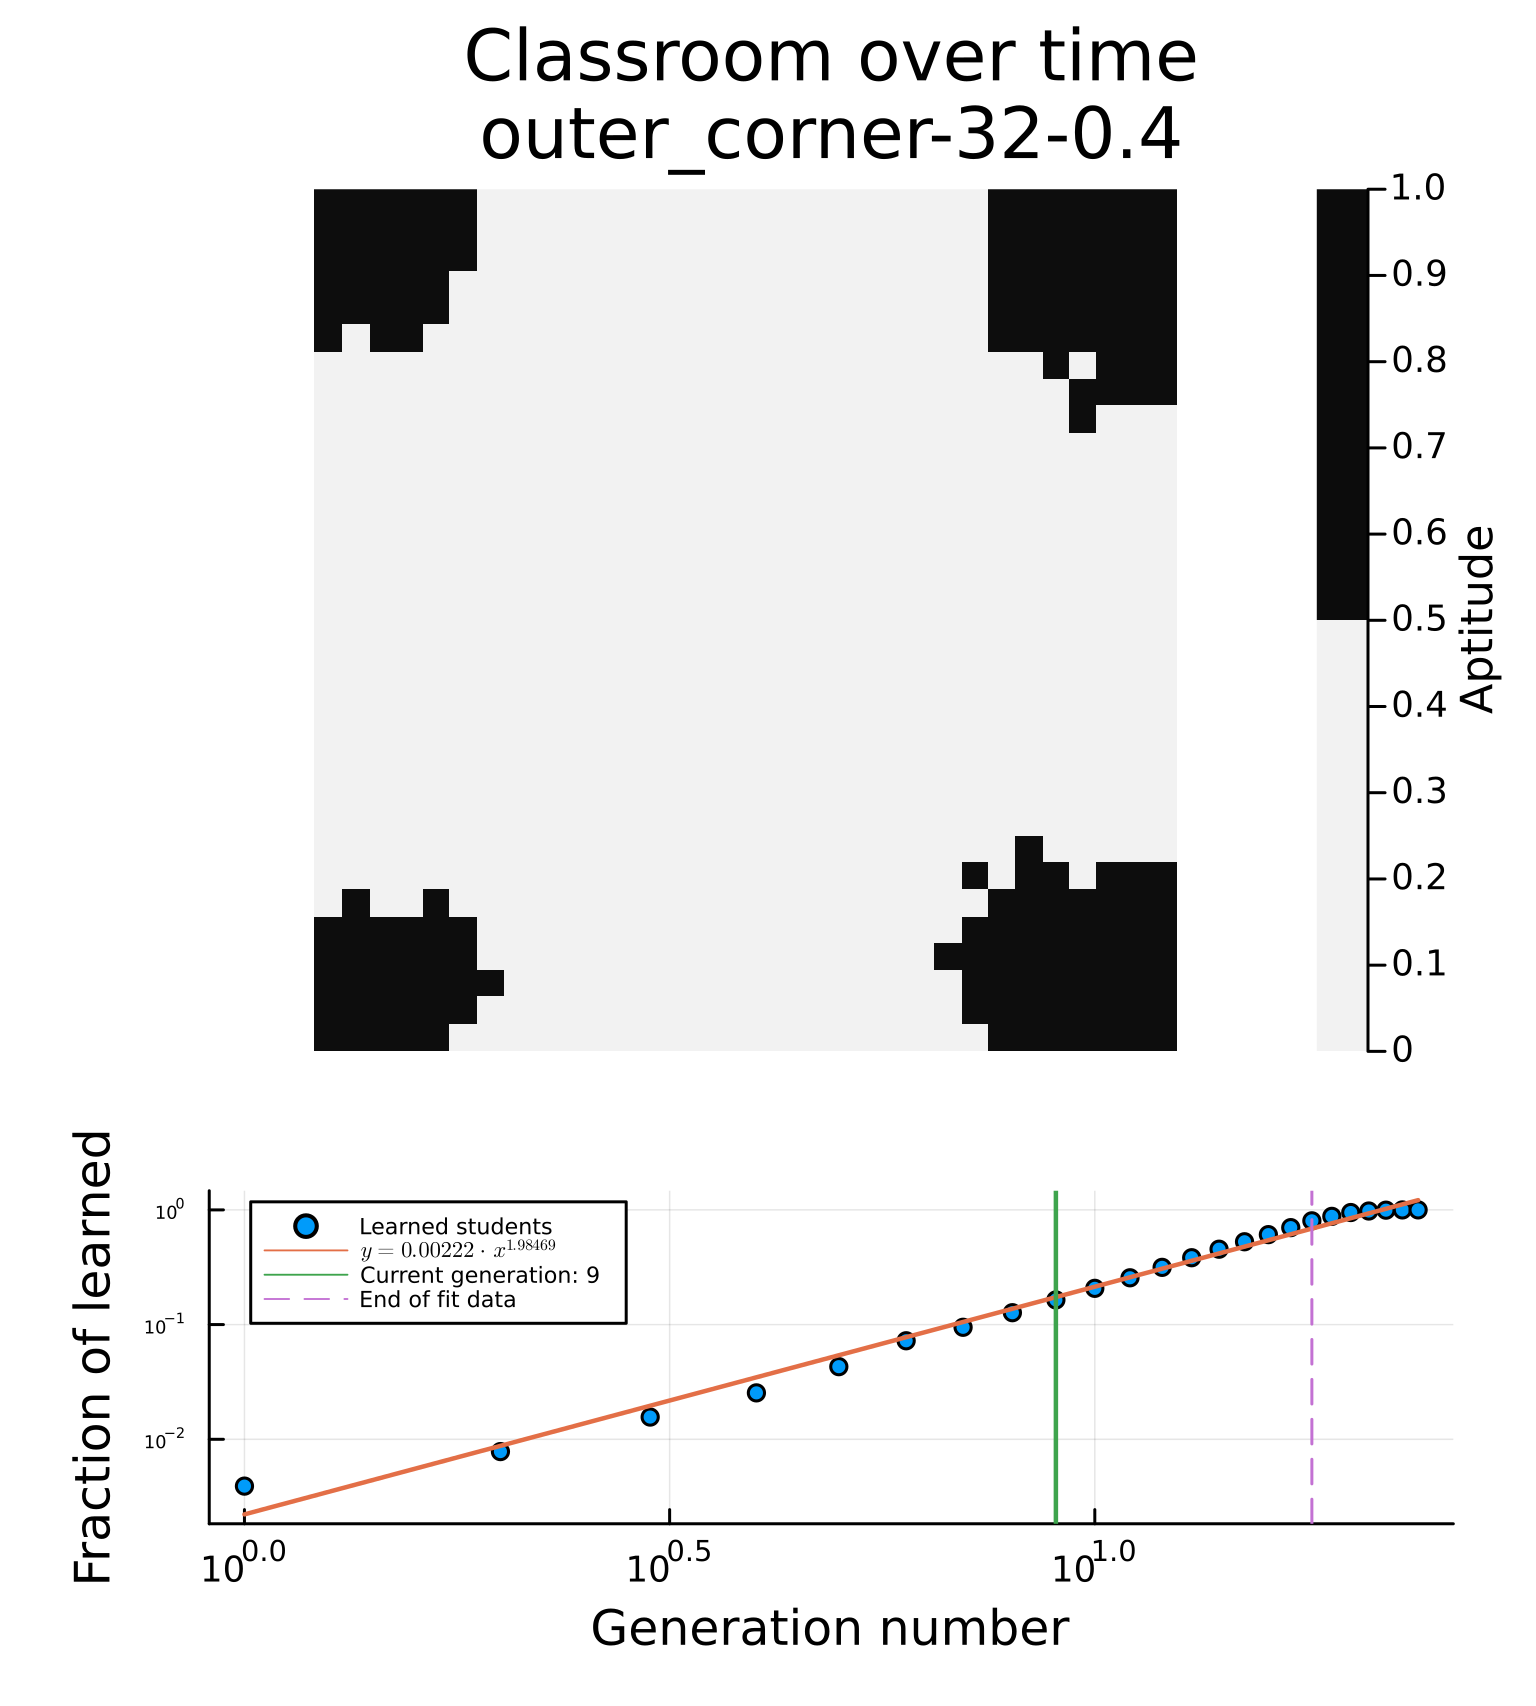 Classroom over time
outer_corner-32-0.4
1.0
0.9
0.8
0.7
0.6
0.5
0.4
0.3
0.2
0.1
0
Aptitude
Fraction of learned
10^0
10^-1
10^-2
Learned students
y = 0.00222 · x^1.98469
Current generation: 9
End of fit data
10^0.0
10^0.5
10^1.0
Generation number